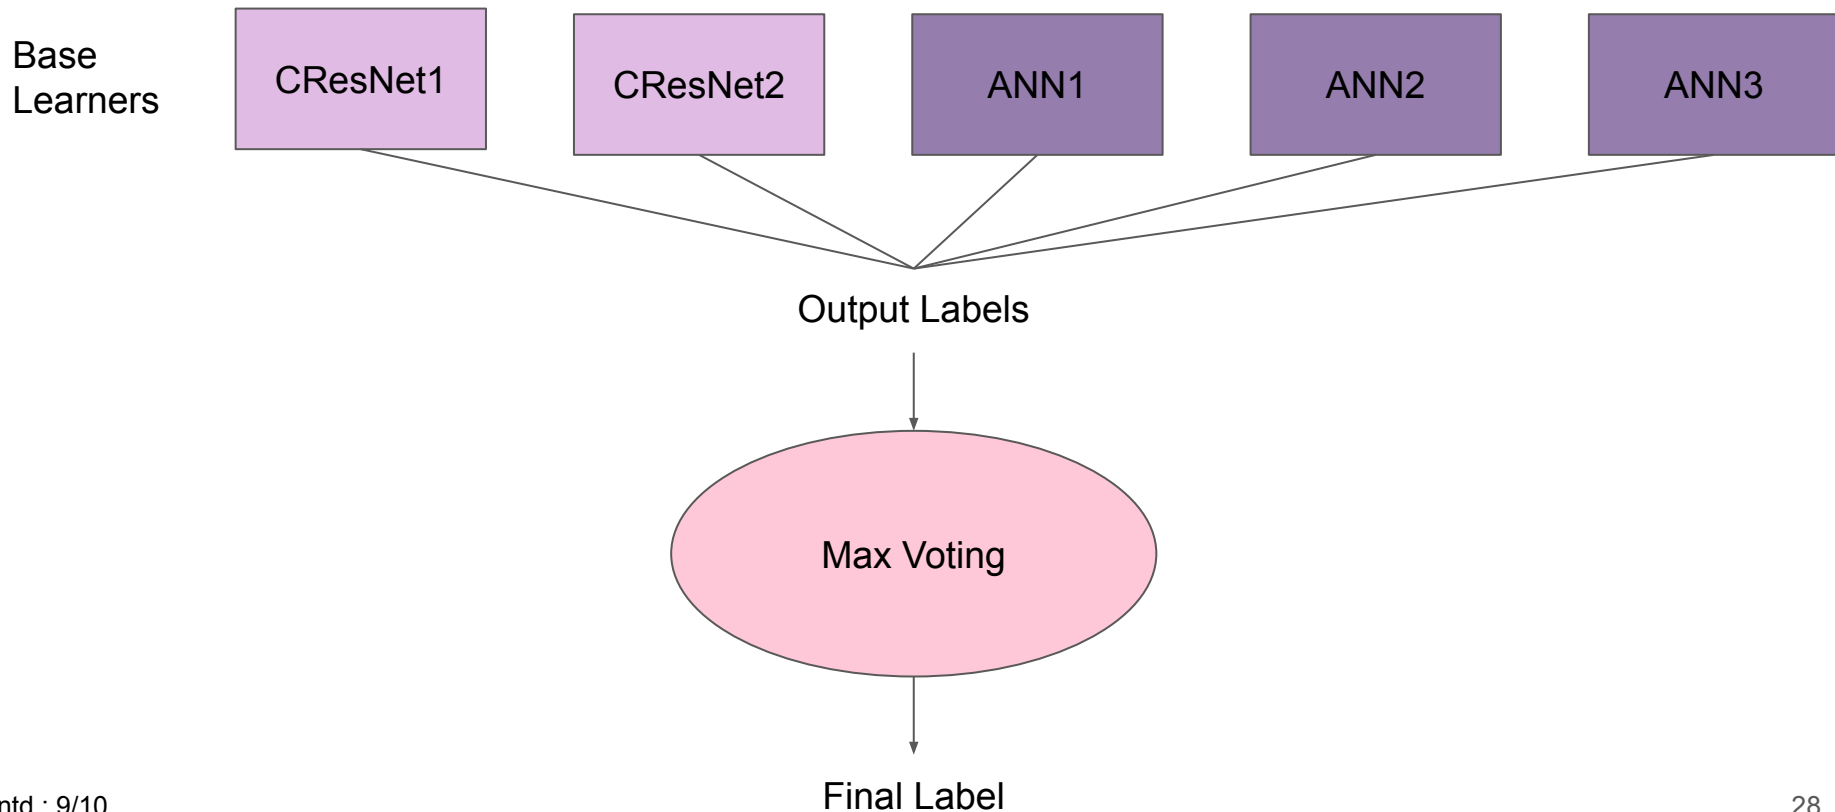 Base
Learners
CResNet1
CResNet2
ANN1
ANN2
ANN3
Output Labels
Max Voting
Final Label
ntd : 9/10
28